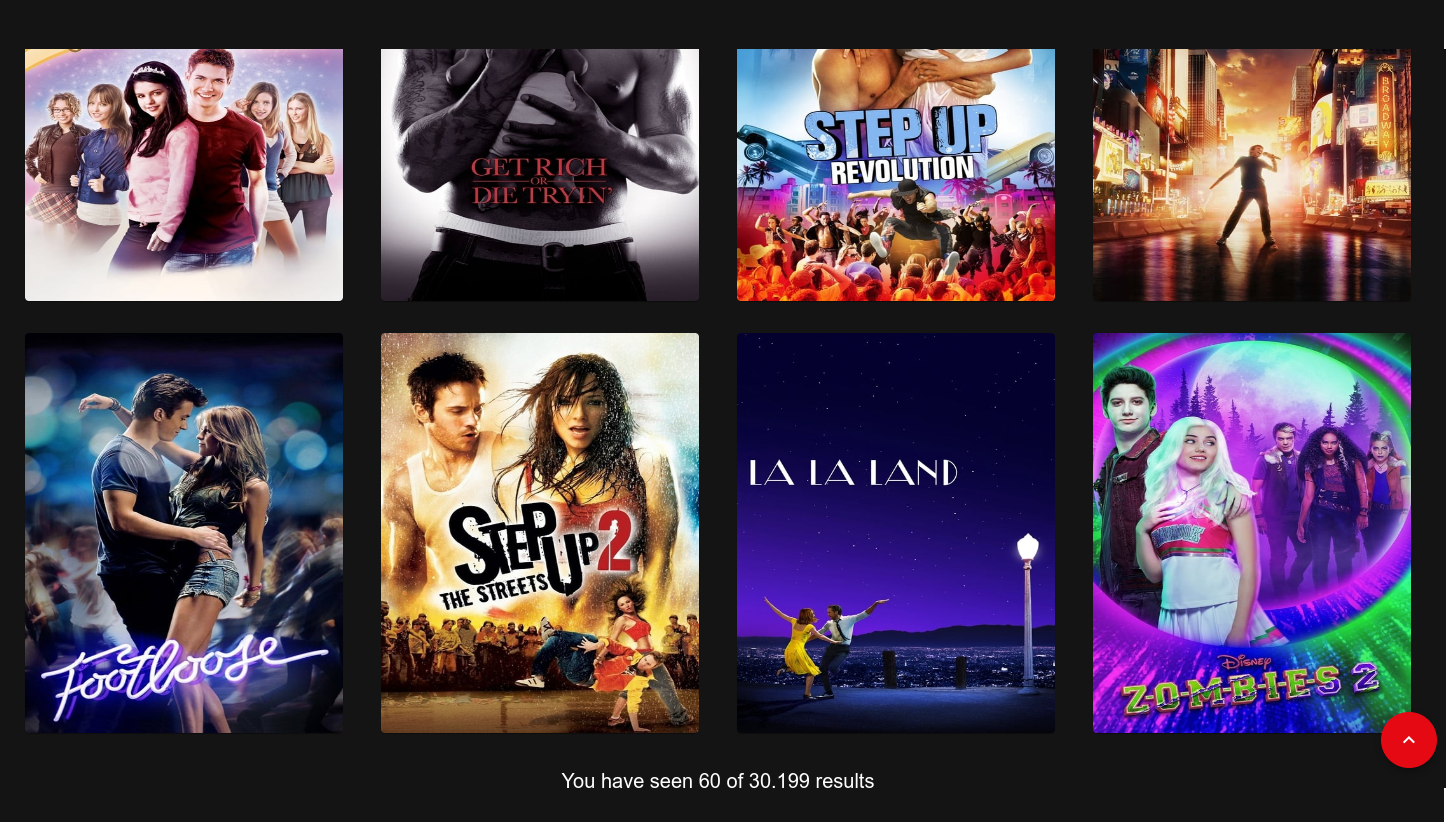 GET RICH
OR
DIE TRYIN'
STEP UP
REVOLUTION
BROADWAY
Footloose
STEP UP 2
THE STREETS
LA LA LAND
Disney
ZOMBIES 2
You have seen 60 of 30.199 results